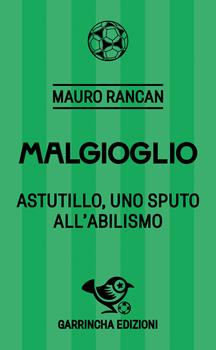 MAURO RANCAN
MALGIOGLIO
ASTUTILLO, UNO SPUTO
ALL'ABILISMO
GARRINCHA EDIZIONI